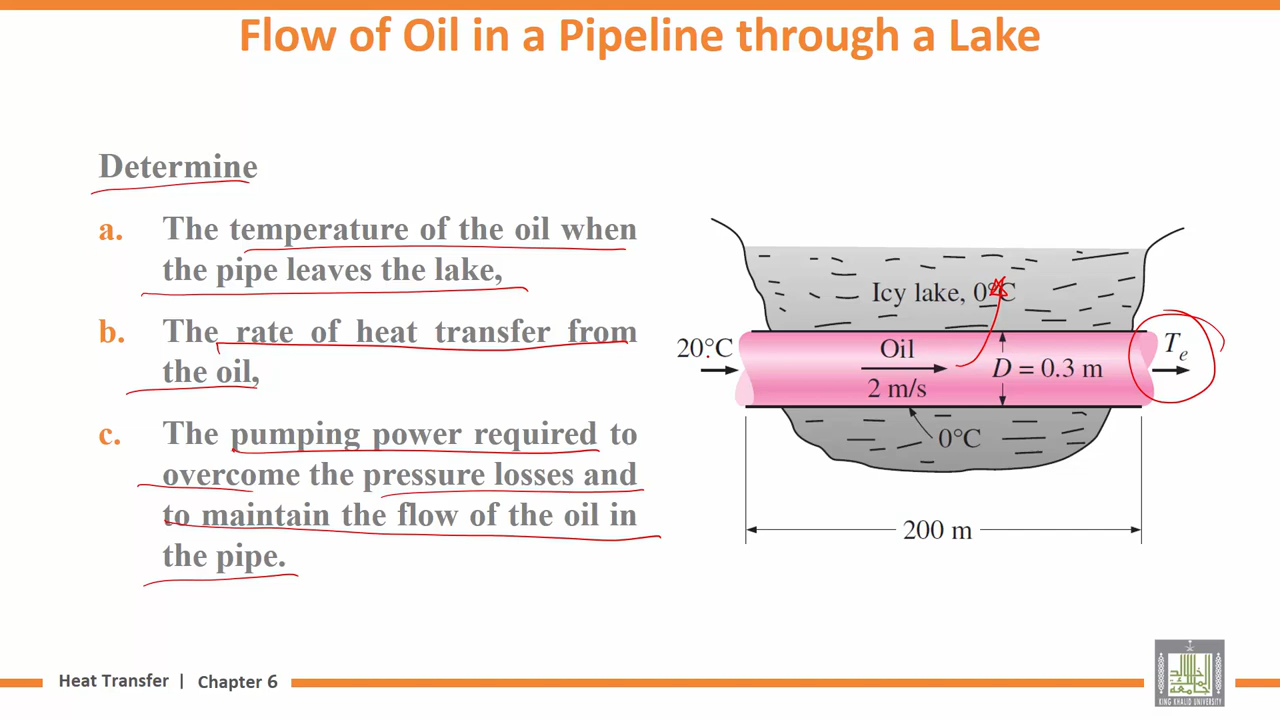 Flow of Oil in a Pipeline through a Lake
Determine
a. The temperature of the oil when
the pipe leaves the lake,
b. The rate of heat transfer from
the oil,
c. The pumping power required to
overcome the pressure losses and
to maintain the flow of the oil in
the pipe.
Icy lake, 0°C
20°C
Oil
2 m/s
D = 0.3 m
Te
0°C
200 m
Heat Transfer | Chapter 6
KING KHALID UNIVERSITY